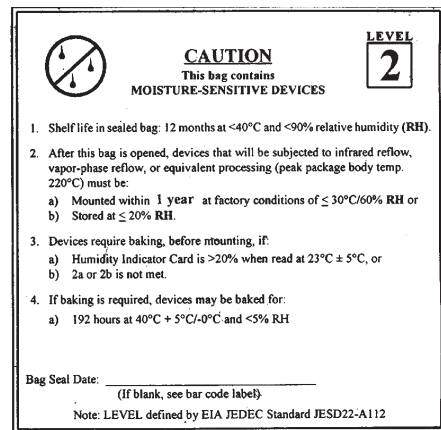 LEVEL
2
CAUTION
This bag contains
MOISTURE-SENSITIVE DEVICES
1. Shelf life in sealed bag: 12 months at <40°C and <90% relative humidity (RH).
2. After this bag is opened, devices that will be subjected to infrared reflow,
vapor-phase reflow, or equivalent processing (peak package body temp.
220°C) must be:
a) Mounted within 1 year at factory conditions of ≤ 30°C/60% RH or
b) Stored at ≤ 20% RH.
3. Devices require baking, before mounting, if:
a) Humidity Indicator Card is >20% when read at 23°C ± 5°C, or
b) 2a or 2b is not met.
4. If baking is required, devices may be baked for:
a) 192 hours at 40°C + 5°C/-0°C and <5% RH
Bag Seal Date:
(If blank, see bar code label)
Note: LEVEL defined by EIA JEDEC Standard JESD22-A112